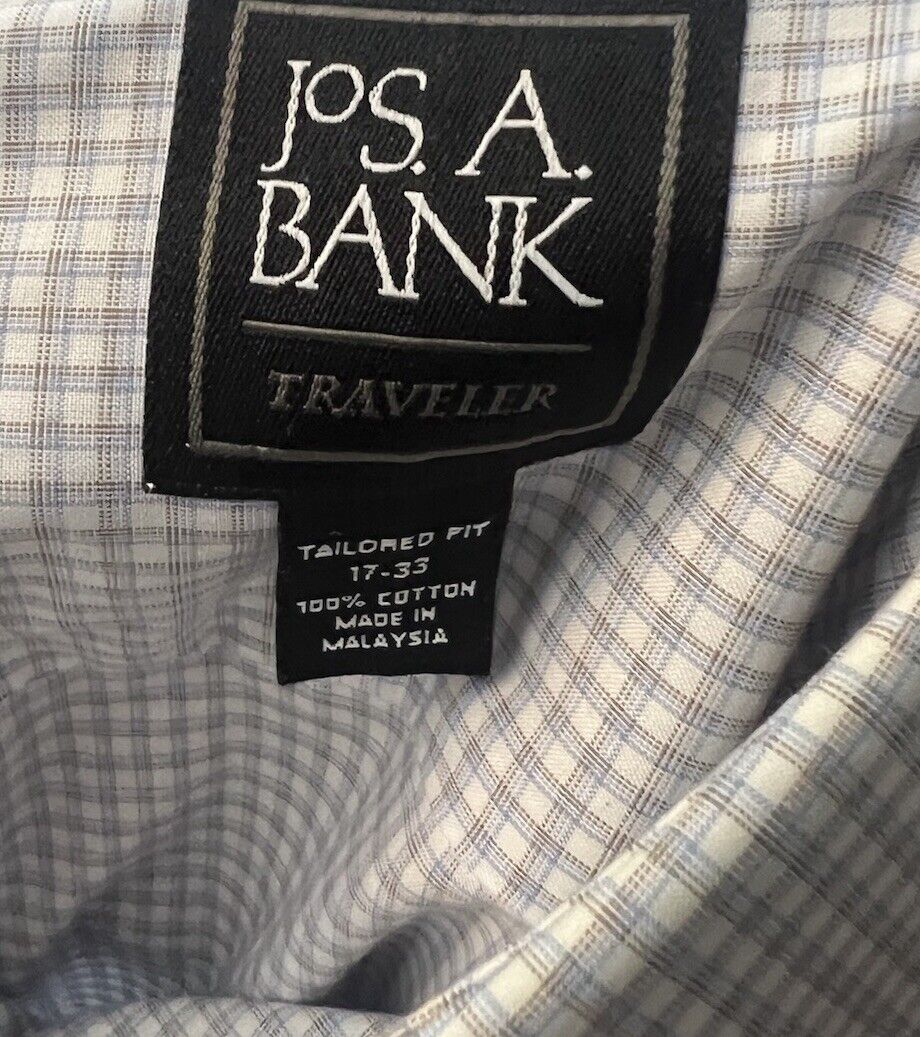 JOS. A.
BANK
TRAVELER
TAILORED FIT
17-33
100% COTTON
MADE IN
MALAYSIA